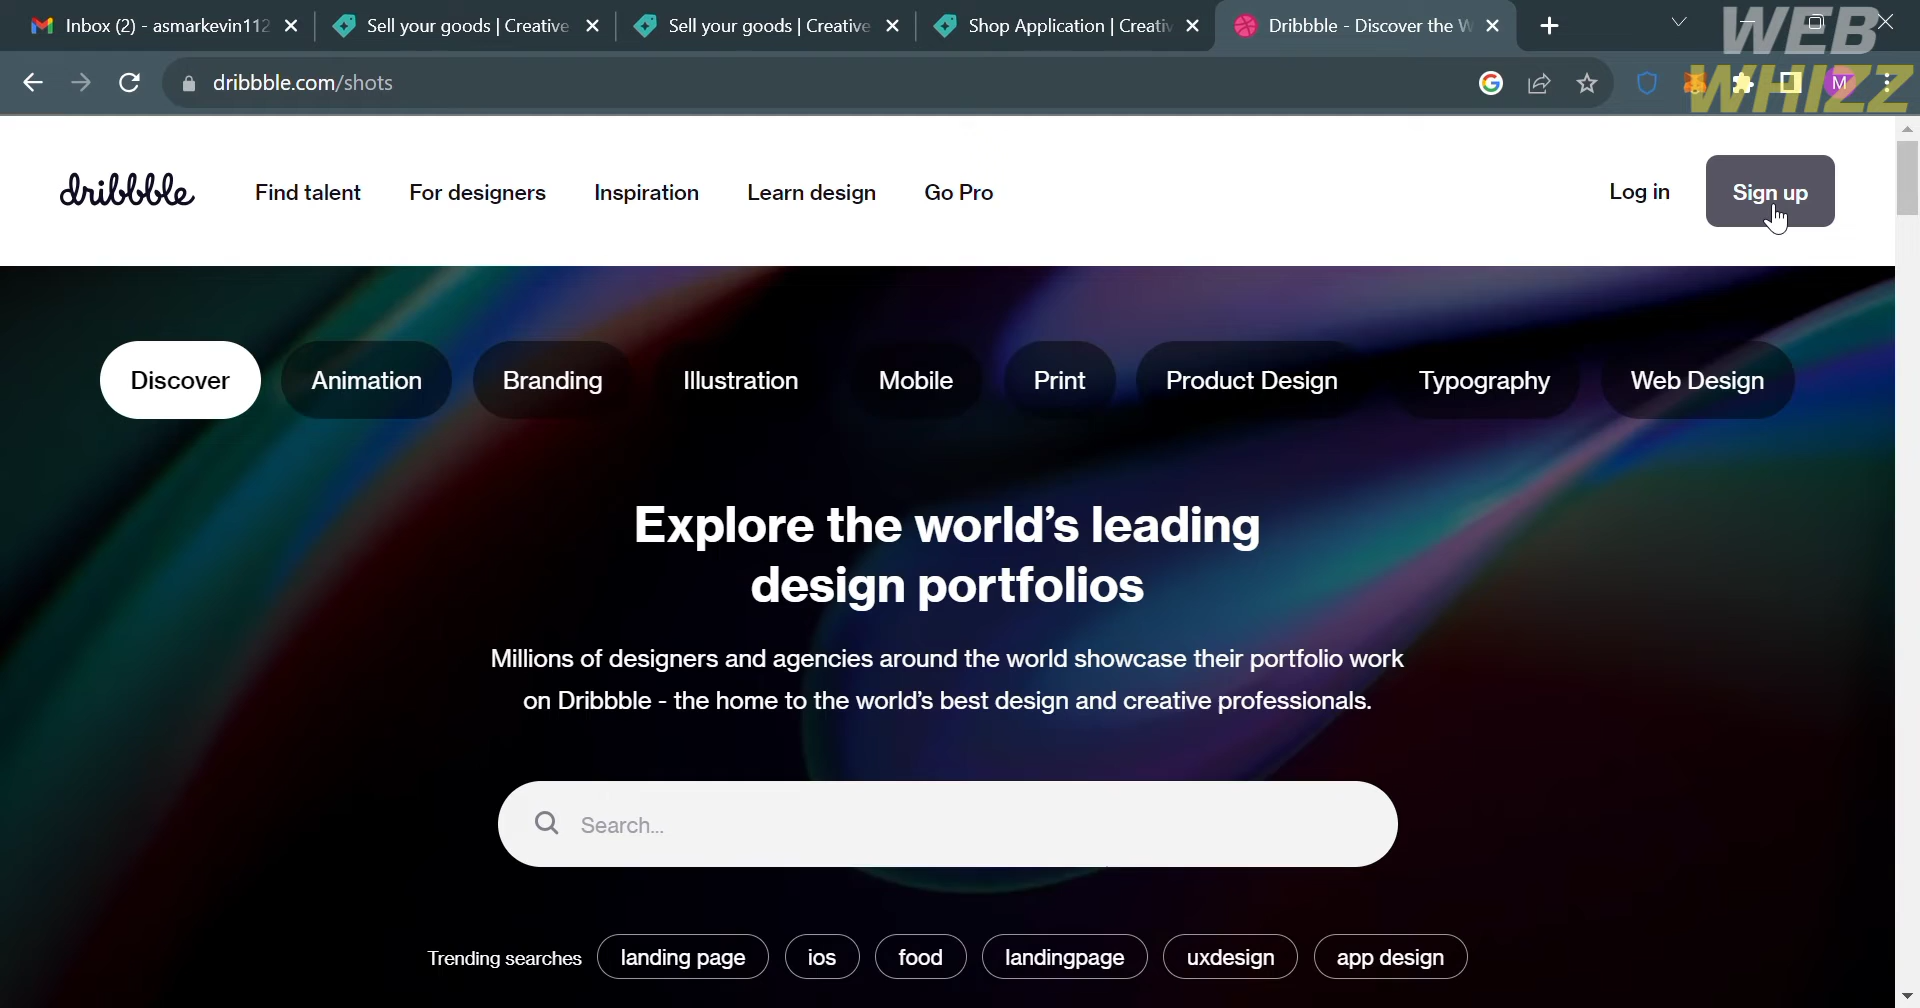 Inbox (2) - asmarkevin112
Sell your goods | Creative
Sell your goods | Creative
Shop Application | Creativ
Dribbble - Discover the W
WEB
WHIZZ
dribbble.com/shots
M
dribbble
Find talent
For designers
Inspiration
Learn design
Go Pro
Log in
Sign up
Discover
Animation
Branding
Illustration
Mobile
Print
Product Design
Typography
Web Design
Explore the world's leading
design portfolios
Millions of designers and agencies around the world showcase their portfolio work
on Dribbble - the home to the world's best design and creative professionals.
Search...
Trending searches
landing page
ios
food
landingpage
uxdesign
app design